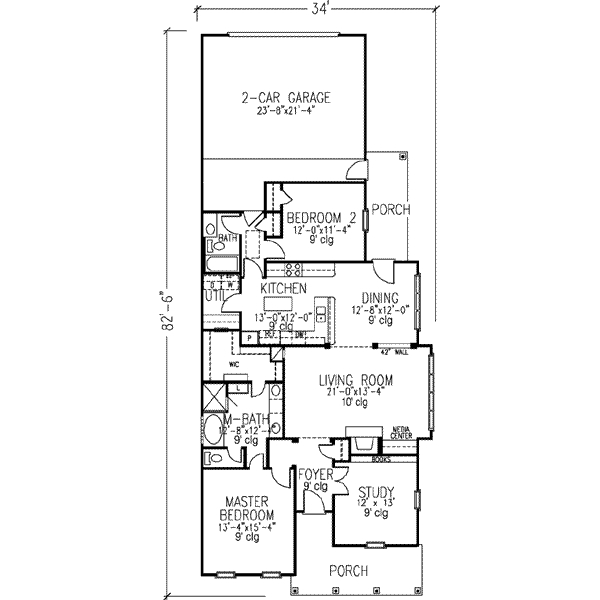 34'
82'-6"
2-CAR GARAGE
23'-8"x21'-4"
BEDROOM 2
12'-0"x11'-4"
9' clg
PORCH
BATH
D W
UTIL
KITCHEN
13'-0"x12'-0"
9' clg
DINING
12'-8"x12'-0"
9' clg
P
REF
DW
42" WALL
WIC
LIVING ROOM
21'-0"x13'-4"
10' clg
L
M-BATH
12'-8"x12'-4"
9' clg
MEDIA
CENTER
BOOKS
FOYER
9' clg
STUDY
12' x 13'
9' clg
MASTER
BEDROOM
13'-4"x15'-4"
9' clg
PORCH